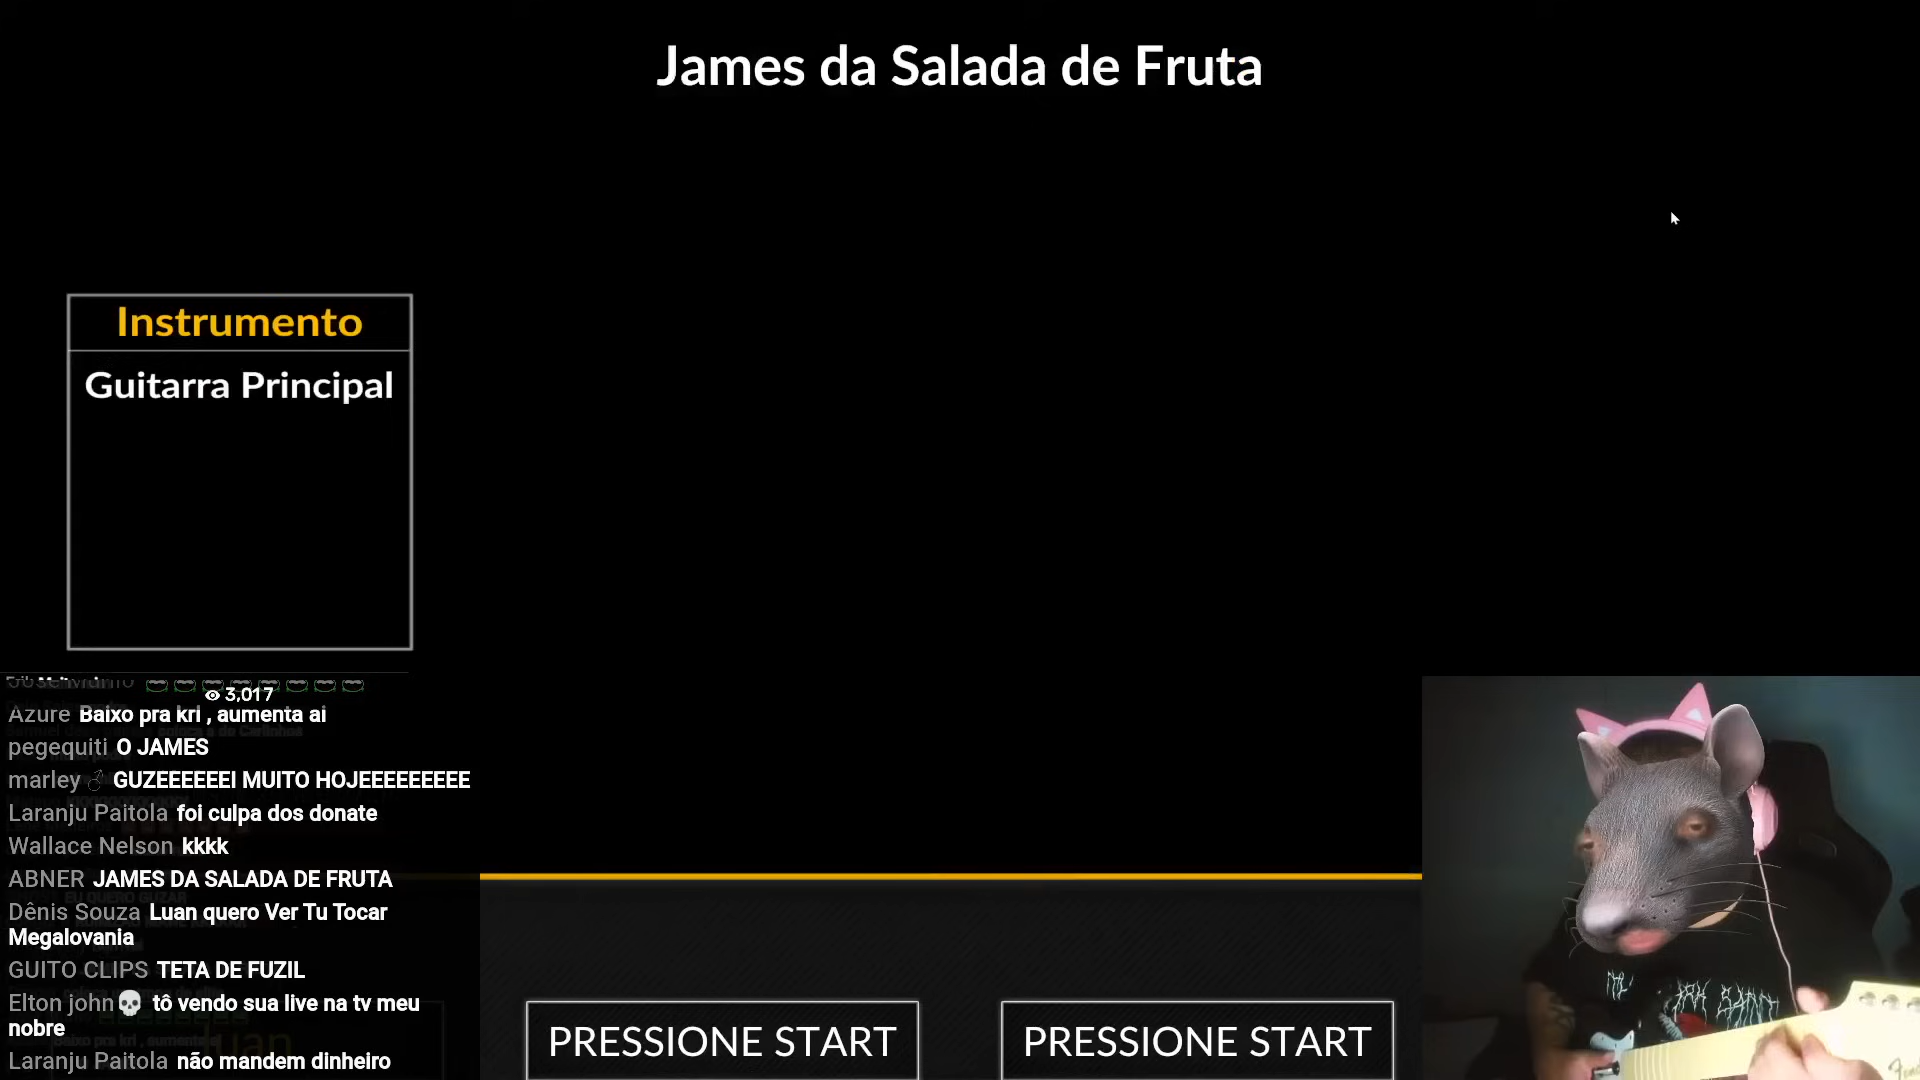 James da Salada de Fruta
Instrumento
Guitarra Principal
3,017
Azure Baixo pra krl , aumenta ai
pegequiti O JAMES
marley GUZEEEEEEI MUITO HOJEEEEEEEEE
Laranju Paitola foi culpa dos donate
Wallace Nelson kkkk
ABNER JAMES DA SALADA DE FRUTA
Dênis Souza Luan quero Ver Tu Tocar
Megalovania
GUITO CLIPS TETA DE FUZIL
Elton john💀 tô vendo sua live na tv meu
nobre
Laranju Paitola não mandem dinheiro
luan
PRESSIONE START
PRESSIONE START